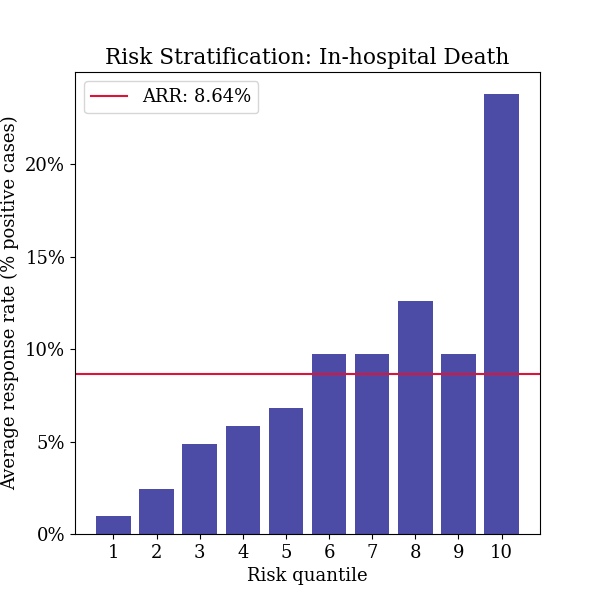 Risk Stratification: In-hospital Death
ARR: 8.64%
Average response rate (% positive cases)
20%
15%
10%
5%
0%
1 2 3 4 5 6 7 8 9 10
Risk quantile